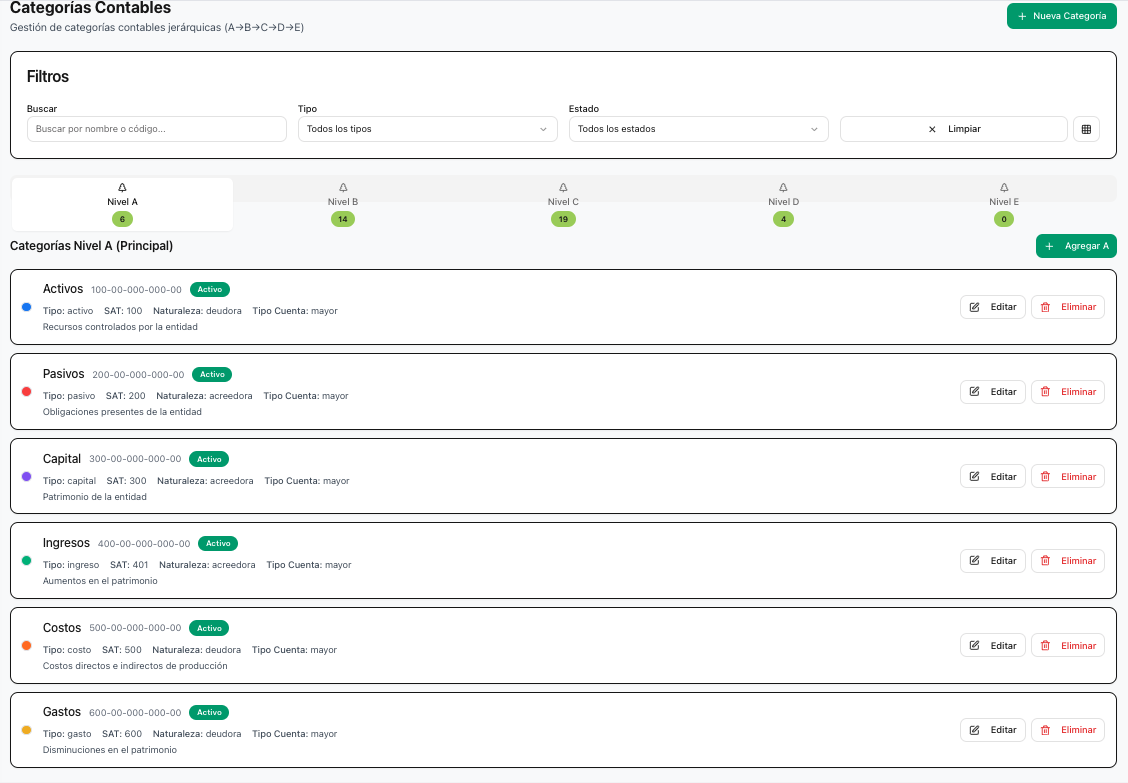 Categorías Contables
Gestión de categorías contables jerárquicas (A→B→C→D→E)
Nueva Categoría
Filtros
Buscar
Tipo
Estado
Buscar por nombre o código...
Todos los tipos
Todos los estados
Limpiar
Nivel A
Nivel B
Nivel C
Nivel D
Nivel E
6
14
19
4
0
Categorías Nivel A (Principal)
Agregar A
Activos 100-00-000-000-00 Activo
Tipo: activo SAT: 100 Naturaleza: deudora Tipo Cuenta: mayor
Recursos controlados por la entidad
Editar Eliminar
Pasivos 200-00-000-000-00 Activo
Tipo: pasivo SAT: 200 Naturaleza: acreedora Tipo Cuenta: mayor
Obligaciones presentes de la entidad
Editar Eliminar
Capital 300-00-000-000-00 Activo
Tipo: capital SAT: 300 Naturaleza: acreedora Tipo Cuenta: mayor
Patrimonio de la entidad
Editar Eliminar
Ingresos 400-00-000-000-00 Activo
Tipo: ingreso SAT: 401 Naturaleza: acreedora Tipo Cuenta: mayor
Aumentos en el patrimonio
Editar Eliminar
Costos 500-00-000-000-00 Activo
Tipo: costo SAT: 500 Naturaleza: deudora Tipo Cuenta: mayor
Costos directos e indirectos de producción
Editar Eliminar
Gastos 600-00-000-000-00 Activo
Tipo: gasto SAT: 600 Naturaleza: deudora Tipo Cuenta: mayor
Disminuciones en el patrimonio
Editar Eliminar